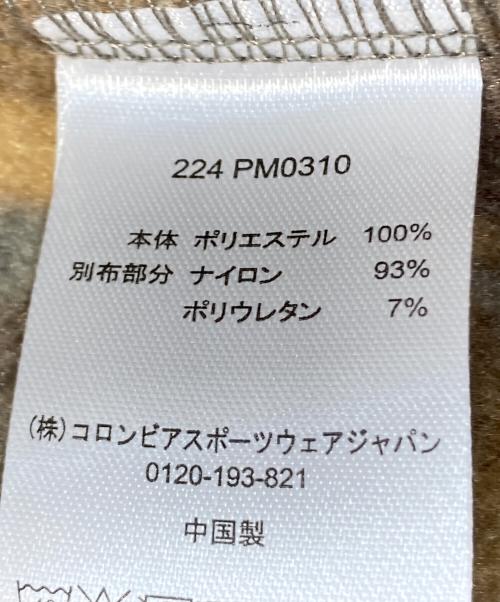 224 PM0310
本体 ポリエステル 100%
別布部分 ナイロン 93%
ポリウレタン 7%
(株)コロンビアスポーツウェアジャパン
0120-193-821
中国製